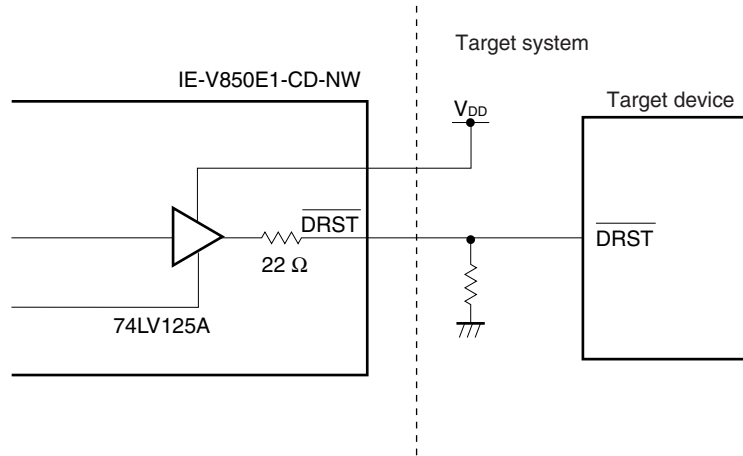 Target system
IE-V850E1-CD-NW
VDD
Target device
DRST
DRST
22 Ω
74LV125A